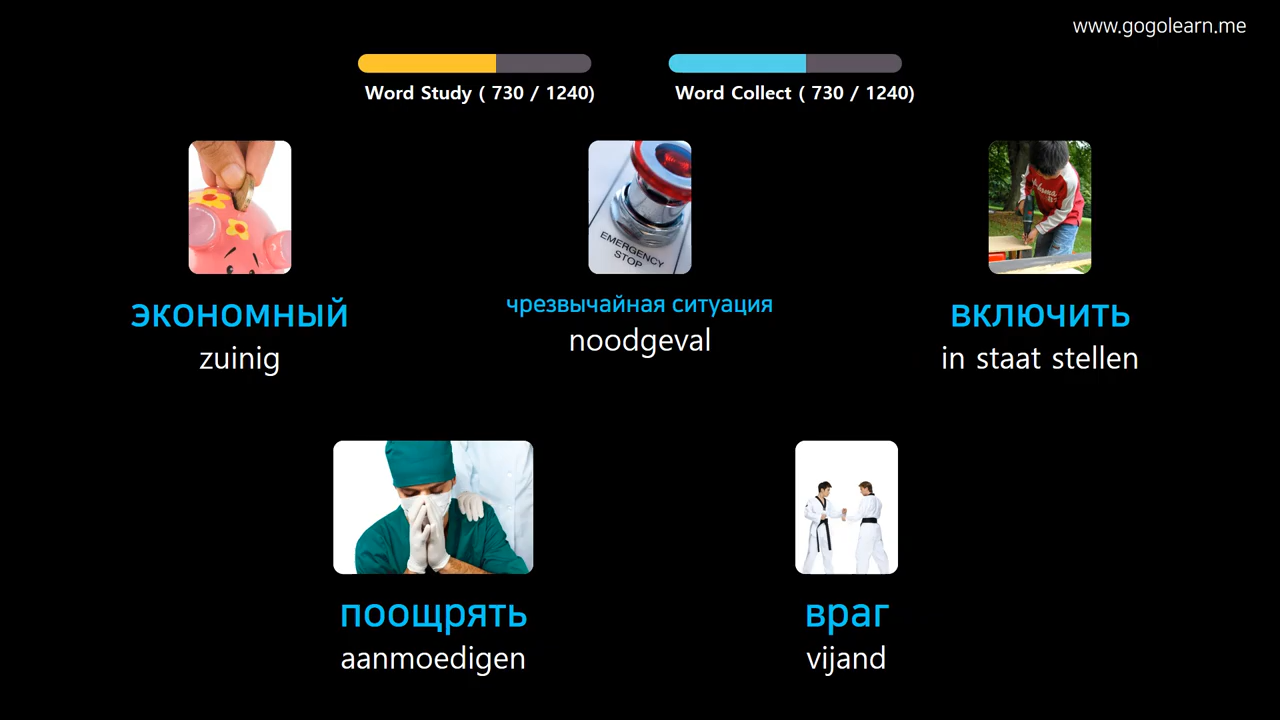 www.gogolearn.me
Word Study ( 730 / 1240)
Word Collect ( 730 / 1240)
EMERGENCY
STOP
экономный
zuinig
чрезвычайная ситуация
noodgeval
включить
in staat stellen
поощрять
aanmoedigen
враг
vijand